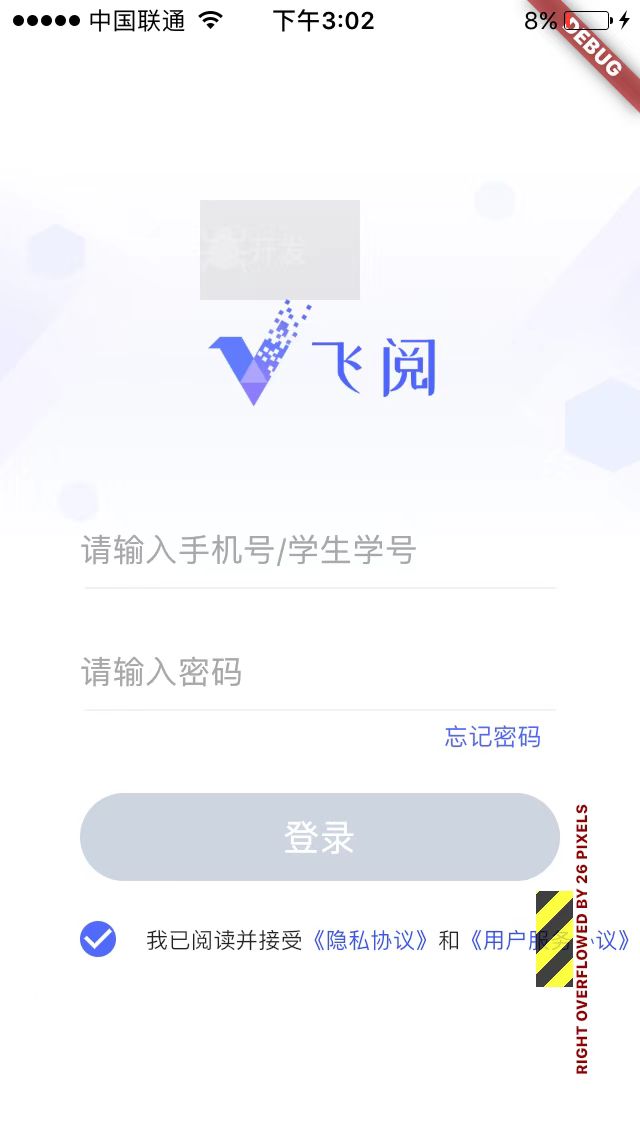 中国联通 下午3:02 8%
DEBUG
开发
飞阅
请输入手机号/学生学号
请输入密码
忘记密码
登录
我已阅读并接受《隐私协议》和《用户服务协议》
RIGHT OVERFLOWED BY 26 PIXELS